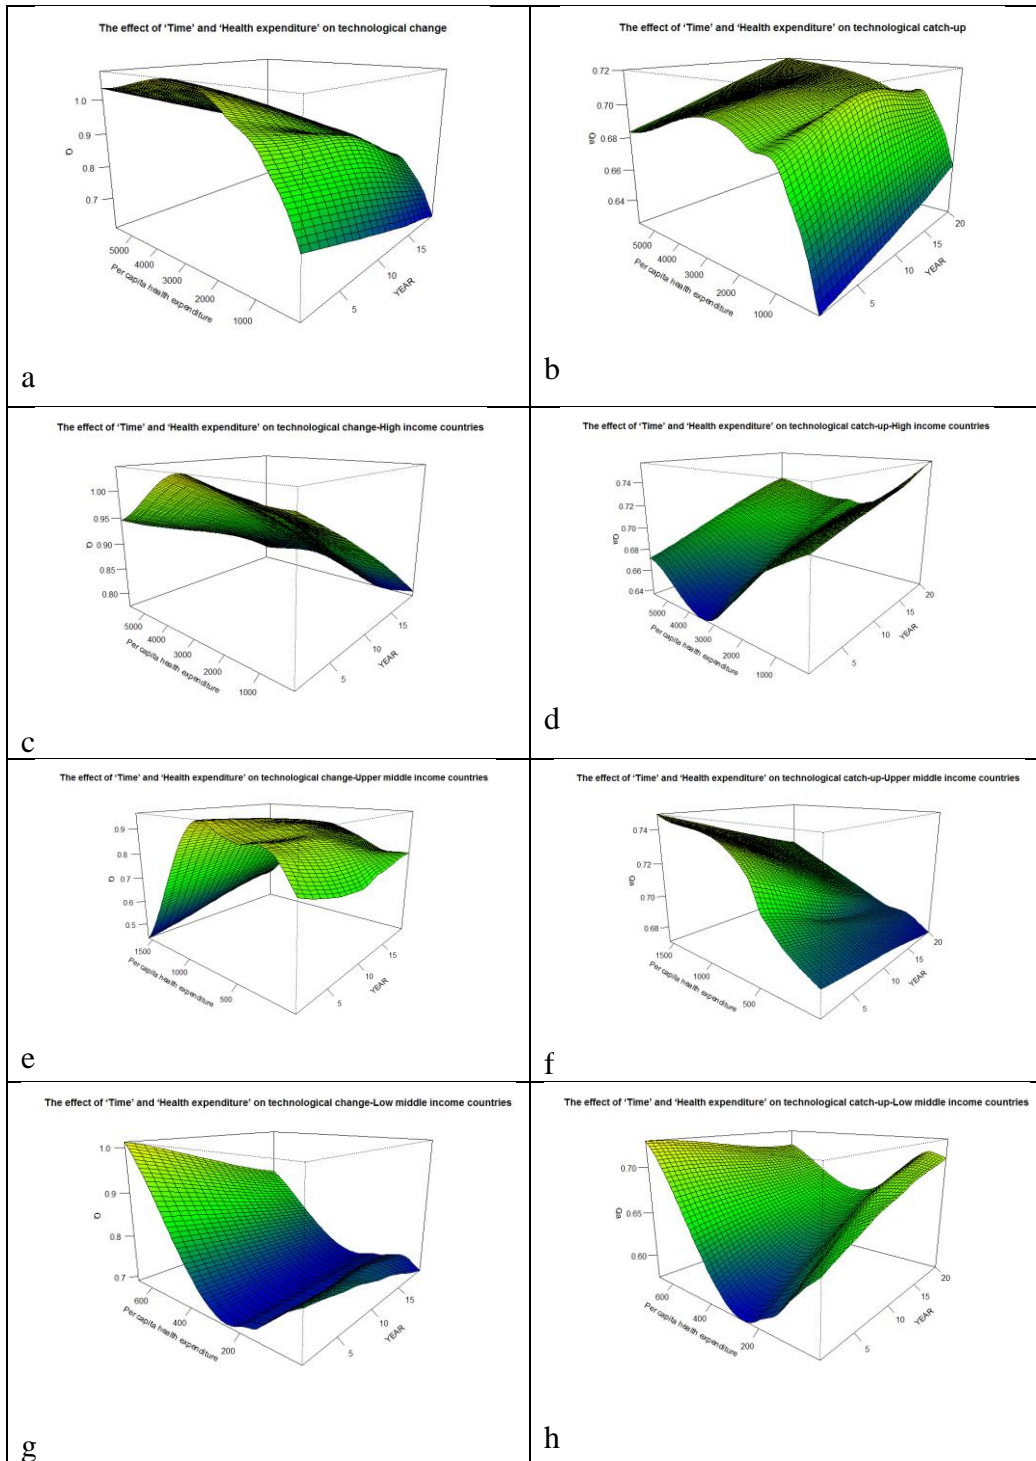 The effect of ‘Time’ and ‘Health expenditure’ on technological change
1.0
0.9
0.8
0.7
Q
5000
4000
3000
2000
1000
Per capita health expenditure
5
10
15
YEAR
a
The effect of ‘Time’ and ‘Health expenditure’ on technological catch-up
0.72
0.70
0.68
0.66
0.64
Qa
5000
4000
3000
2000
1000
Per capita health expenditure
5
10
15
20
YEAR
b
The effect of ‘Time’ and ‘Health expenditure’ on technological change-High income countries
1.00
0.95
0.90
0.85
0.80
Q
5000
4000
3000
2000
1000
Per capita health expenditure
5
10
15
YEAR
c
The effect of ‘Time’ and ‘Health expenditure’ on technological catch-up-High income countries
0.74
0.72
0.70
0.68
0.66
0.64
Qa
5000
4000
3000
2000
1000
Per capita health expenditure
5
10
15
20
YEAR
d
The effect of ‘Time’ and ‘Health expenditure’ on technological change-Upper middle income countries
0.9
0.8
0.7
0.6
0.5
Q
1500
1000
500
Per capita health expenditure
5
10
15
YEAR
e
The effect of ‘Time’ and ‘Health expenditure’ on technological catch-up-Upper middle income countries
0.74
0.72
0.70
0.68
Qa
1500
1000
500
Per capita health expenditure
5
10
15
20
YEAR
f
The effect of ‘Time’ and ‘Health expenditure’ on technological change-Low middle income countries
1.0
0.9
0.8
0.7
Q
600
400
200
Per capita health expenditure
5
10
15
YEAR
g
The effect of ‘Time’ and ‘Health expenditure’ on technological catch-up-Low middle income countries
0.70
0.65
0.60
Qa
600
400
200
Per capita health expenditure
5
10
15
20
YEAR
h